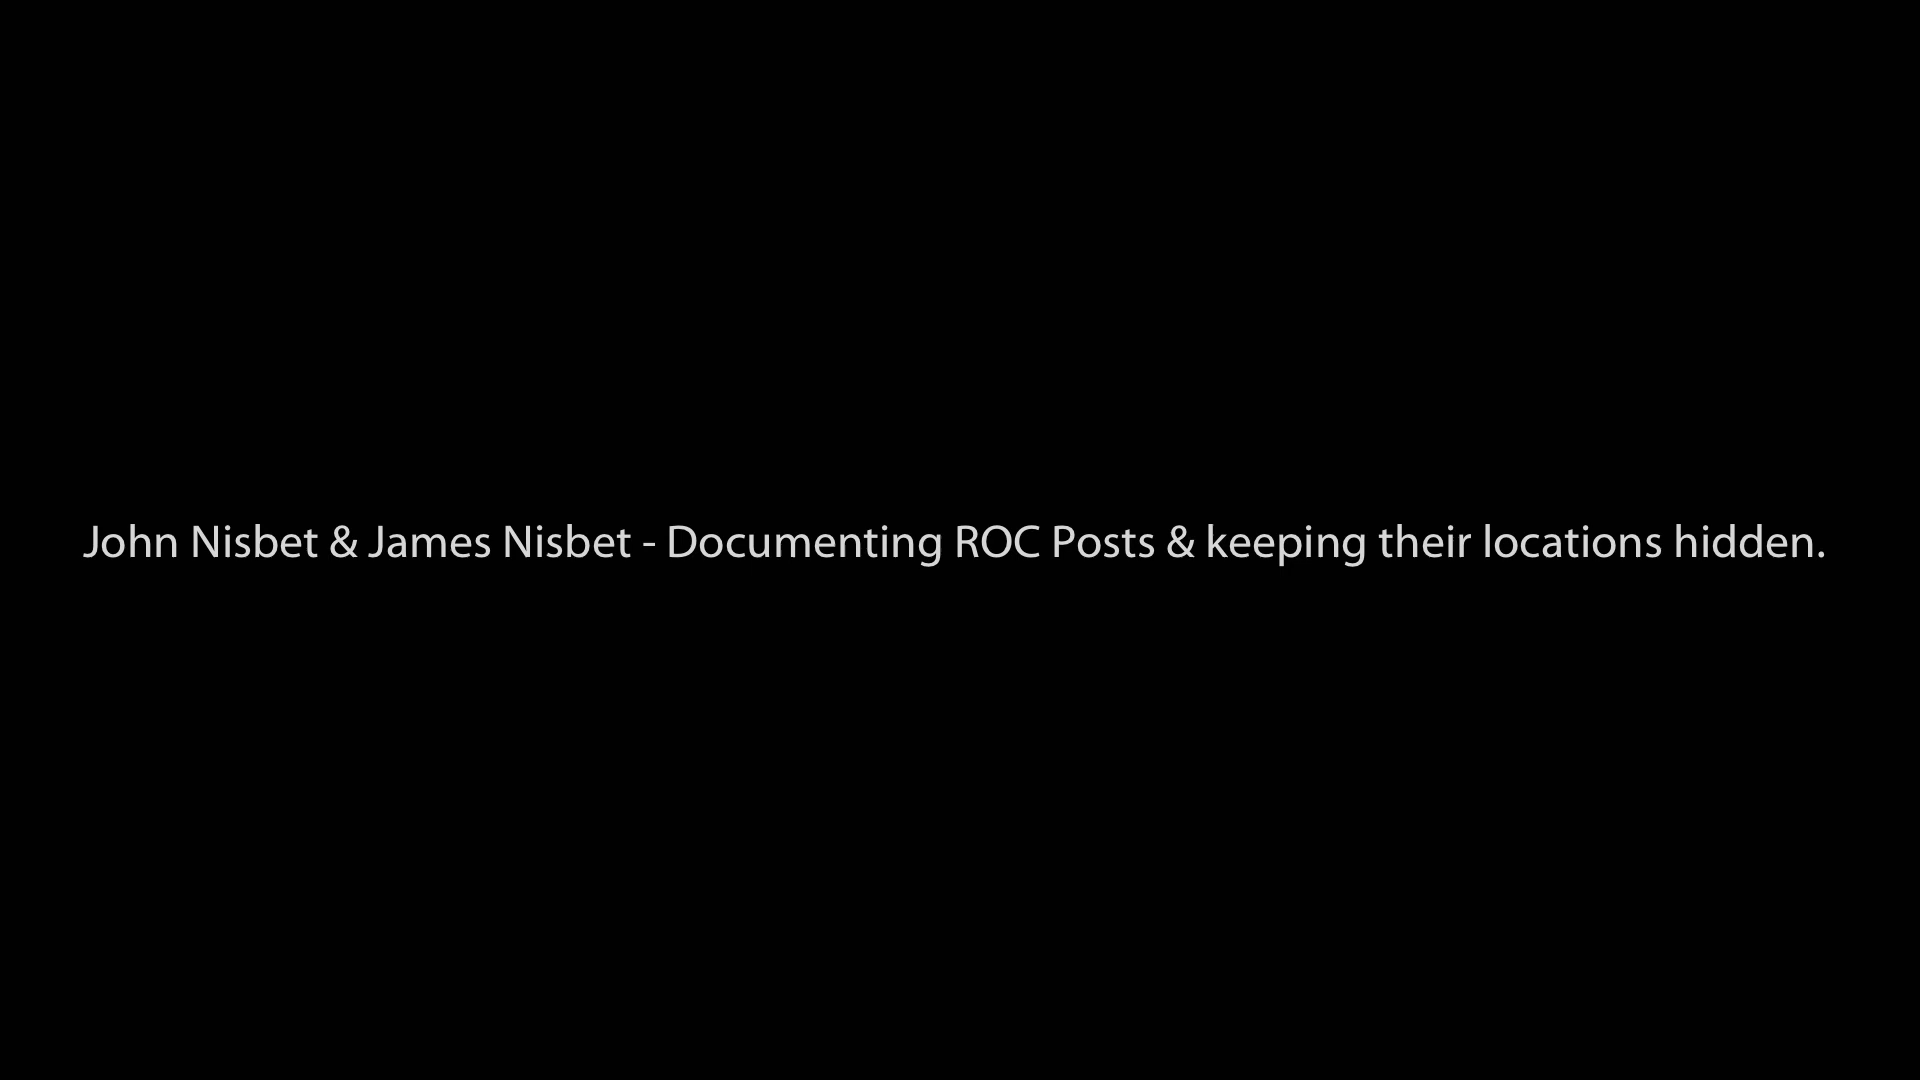 John Nisbet & James Nisbet - Documenting ROC Posts & keeping their locations hidden.